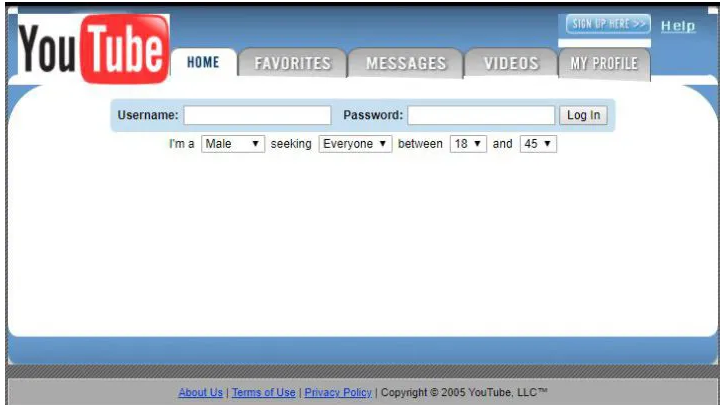 YouTube
SIGN UP HERE >> Help
HOME FAVORITES MESSAGES VIDEOS MY PROFILE
Username: Password: Log In
I'm a Male seeking Everyone between 18 and 45
About Us | Terms of Use | Privacy Policy | Copyright © 2005 YouTube, LLC™